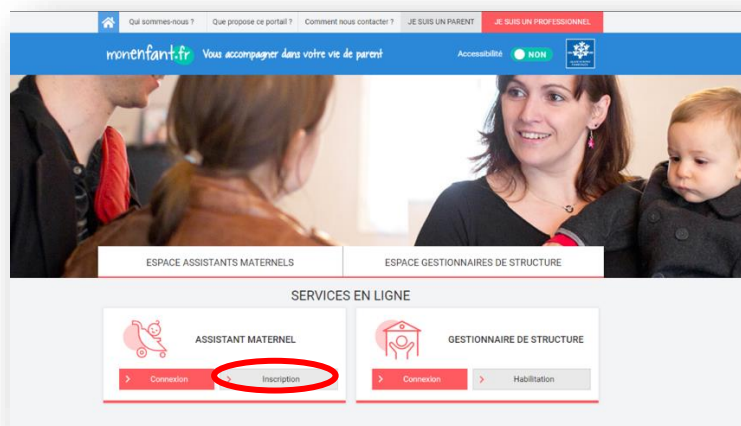 Qui sommes-nous ? Que propose ce portail ? Comment nous contacter ? JE SUIS UN PARENT JE SUIS UN PROFESSIONNEL
monenfant.fr Vous accompagner dans votre vie de parent Accessibilité NON
ESPACE ASSISTANTS MATERNELS ESPACE GESTIONNAIRES DE STRUCTURE
SERVICES EN LIGNE
ASSISTANT MATERNEL GESTIONNAIRE DE STRUCTURE
Connexion Inscription Connexion Habilitation